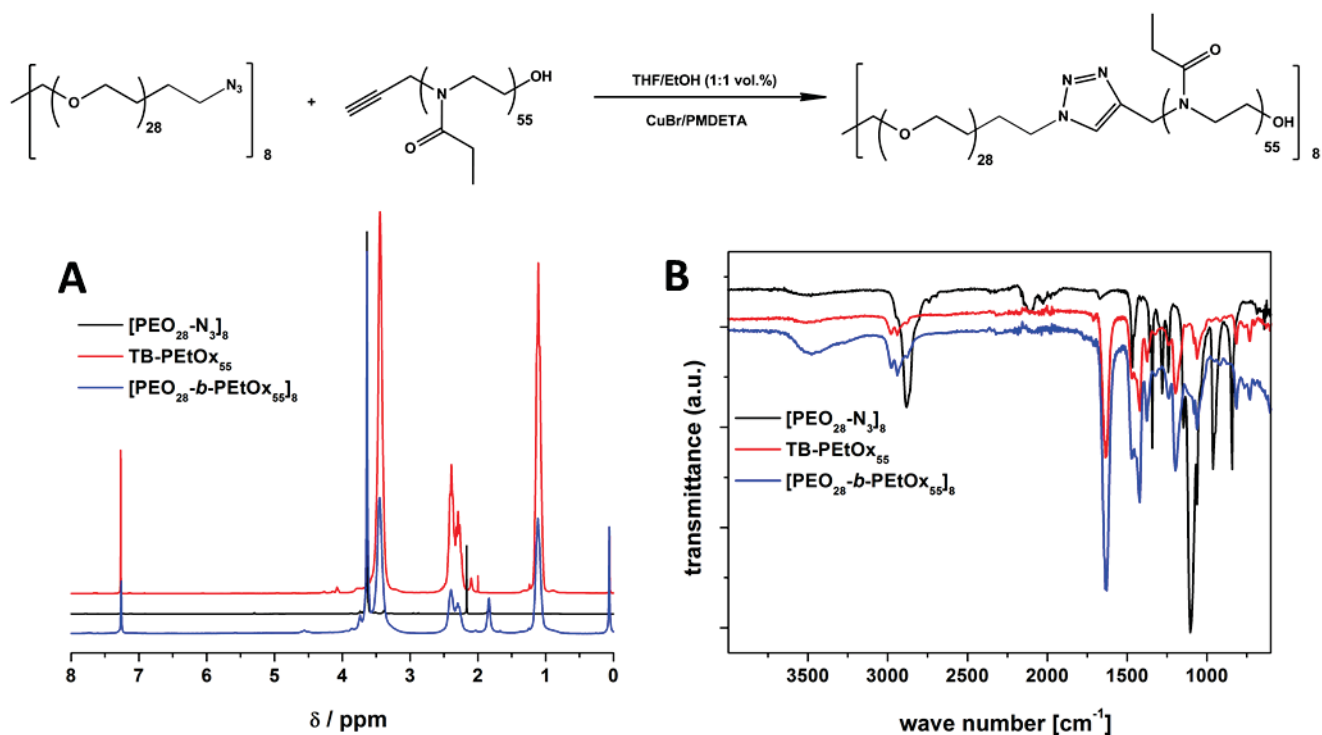 N₃
O
28
8
+
N
OH
55
O
THF/EtOH (1:1 vol.%)
CuBr/PMDETA
O
N N
N
N
O
28
OH
55
8
A
[PEO₂₈-N₃]₈
TB-PEtOx₅₅
[PEO₂₈-b-PEtOx₅₅]₈
8 7 6 5 4 3 2 1 0
δ / ppm
B
transmittance (a.u.)
[PEO₂₈-N₃]₈
TB-PEtOx₅₅
[PEO₂₈-b-PEtOx₅₅]₈
3500 3000 2500 2000 1500 1000
wave number [cm⁻¹]